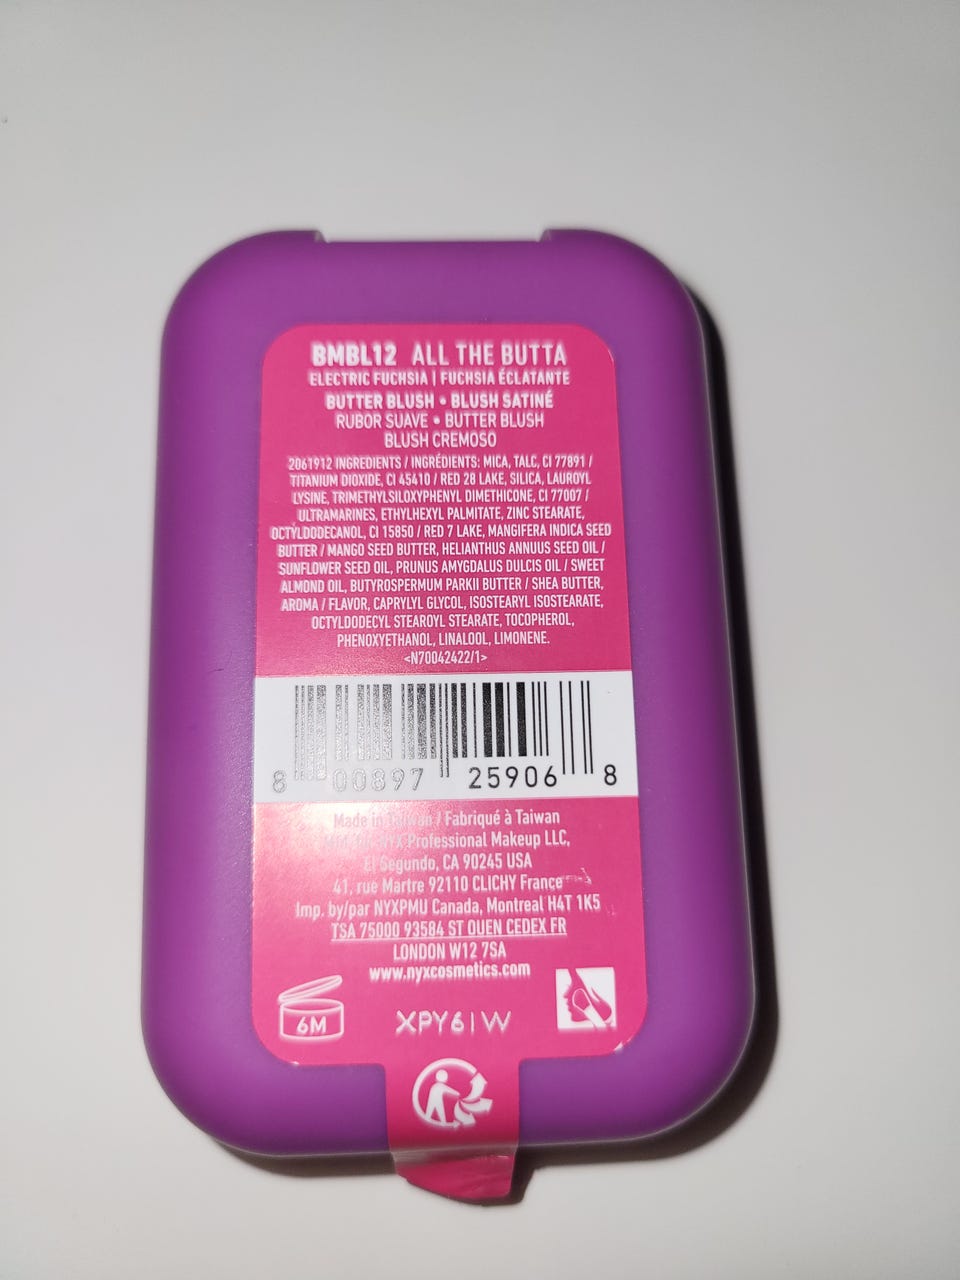 BMBL12 ALL THE BUTTA
ELECTRIC FUCHSIA | FUCHSIA ÉCLATANTE
BUTTER BLUSH • BLUSH SATINÉ
RUBOR SUAVE • BUTTER BLUSH
BLUSH CREMOSO
2061912 INGREDIENTS / INGRÉDIENTS: MICA, TALC, CI 77891 /
TITANIUM DIOXIDE, CI 45410 / RED 28 LAKE, SILICA, LAUROYL
LYSINE, TRIMETHYLSILOXYPHENYL DIMETHICONE, CI 77007 /
ULTRAMARINES, ETHYLHEXYL PALMITATE, ZINC STEARATE,
OCTYLDODECANOL, CI 15850 / RED 7 LAKE, MANGIFERA INDICA SEED
BUTTER / MANGO SEED BUTTER, HELIANTHUS ANNUUS SEED OIL /
SUNFLOWER SEED OIL, PRUNUS AMYGDALUS DULCIS OIL / SWEET
ALMOND OIL, BUTYROSPERMUM PARKII BUTTER / SHEA BUTTER,
AROMA / FLAVOR, CAPRYLYL GLYCOL, ISOSTEARYL ISOSTEARATE,
OCTYLDODECYL STEAROYL STEARATE, TOCOPHEROL,
PHENOXYETHANOL, LINALOOL, LIMONENE.
<N70042422/1>
8 00897 25906 8
Made in Taiwan / Fabriqué à Taiwan
NYX Professional Makeup LLC,
El Segundo, CA 90245 USA
41, rue Martre 92110 CLICHY France
Imp. by/par NYXPMU Canada, Montreal H4T 1K5
TSA 75000 93584 ST OUEN CEDEX FR
LONDON W12 7SA
www.nyxcosmetics.com
6M
XPY61W